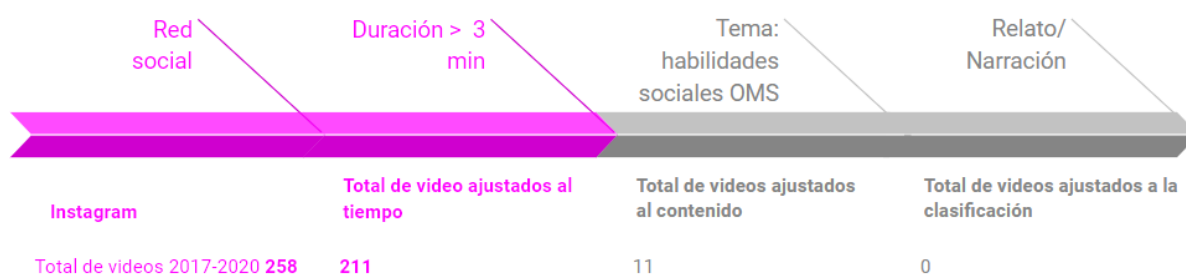 Red
social
Duración > 3
min
Tema:
habilidades
sociales OMS
Relato/
Narración
Instagram
Total de video ajustados al
tiempo
Total de videos ajustados
al contenido
Total de videos ajustados a la
clasificación
Total de videos 2017-2020 258
211
11
0